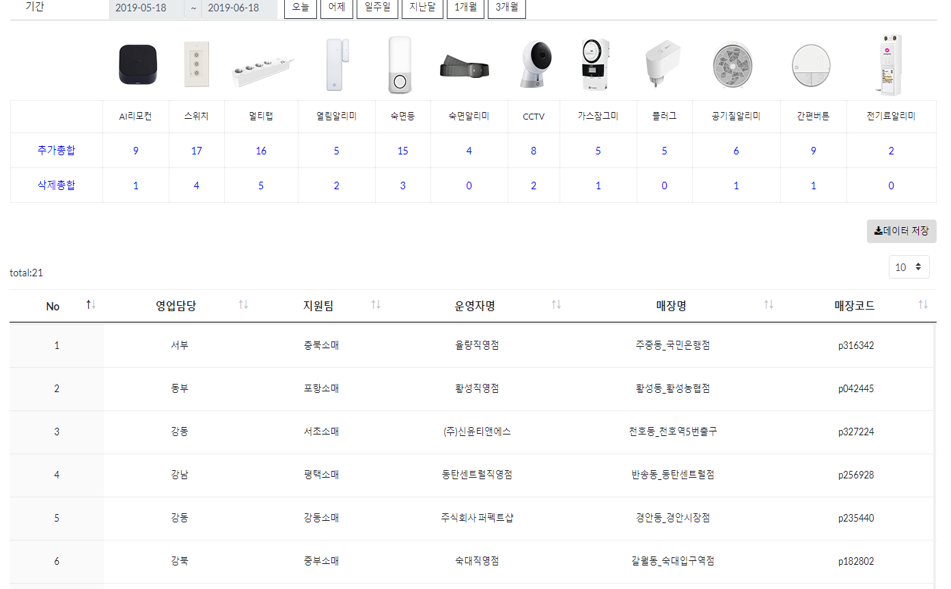 기간 2019-05-18 ~ 2019-06-18 오늘 어제 일주일 지난달 1개월 3개월
AI리모컨 스위치 멀티탭 열림알리미 숙면등 숙면알리미 CCTV 가스잠그미 플러그 공기질알리미 간편버튼 전기료알리미
추가총합 9 17 16 5 15 4 8 5 5 6 9 2
삭제총합 1 4 5 2 3 0 2 1 0 1 1 0
데이터 저장
total:21 10
No 영업담당 지원팀 운영자명 매장명 매장코드
1 서부 충북소매 율량직영점 주중동_국민은행점 p316342
2 동부 포항소매 황성직영점 황성동_황성농협점 p042445
3 강동 서초소매 (주)신윤티앤에스 천호동_천호역5번출구 p327224
4 강남 평택소매 동탄센트럴직영점 반송동_동탄센트럴점 p256928
5 강동 강동소매 주식회사 퍼펙트샵 경안동_경안시장점 p235440
6 강북 중부소매 숙대직영점 갈월동_숙대입구역점 p182802